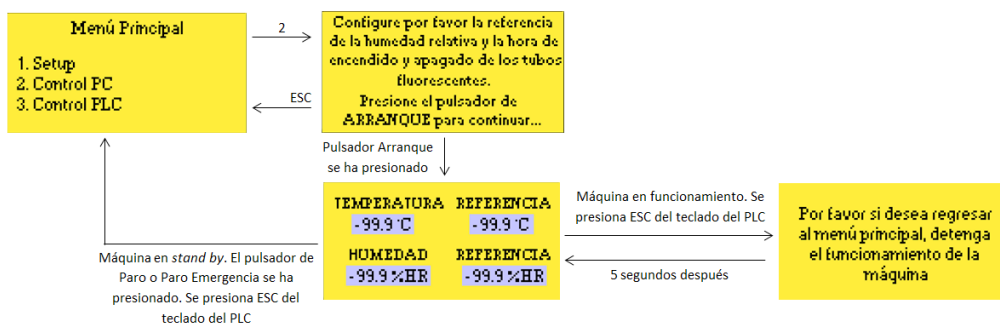 Menú Principal
1. Setup
2. Control PC
3. Control PLC
2
ESC
Configure por favor la referencia
de la humedad relativa y la hora de
encendido y apagado de los tubos
fluorescentes.
Presione el pulsador de
ARRANQUE para continuar...
Pulsador Arranque
se ha presionado
TEMPERATURA REFERENCIA
-99.9 °C -99.9 °C
HUMEDAD REFERENCIA
-99.9 %HR -99.9 %HR
Máquina en stand by. El pulsador de
Paro o Paro Emergencia se ha
presionado. Se presiona ESC del
teclado del PLC
Máquina en funcionamiento. Se
presiona ESC del teclado del PLC
5 segundos después
Por favor si desea regresar
al menú principal, detenga
el funcionamiento de la
máquina